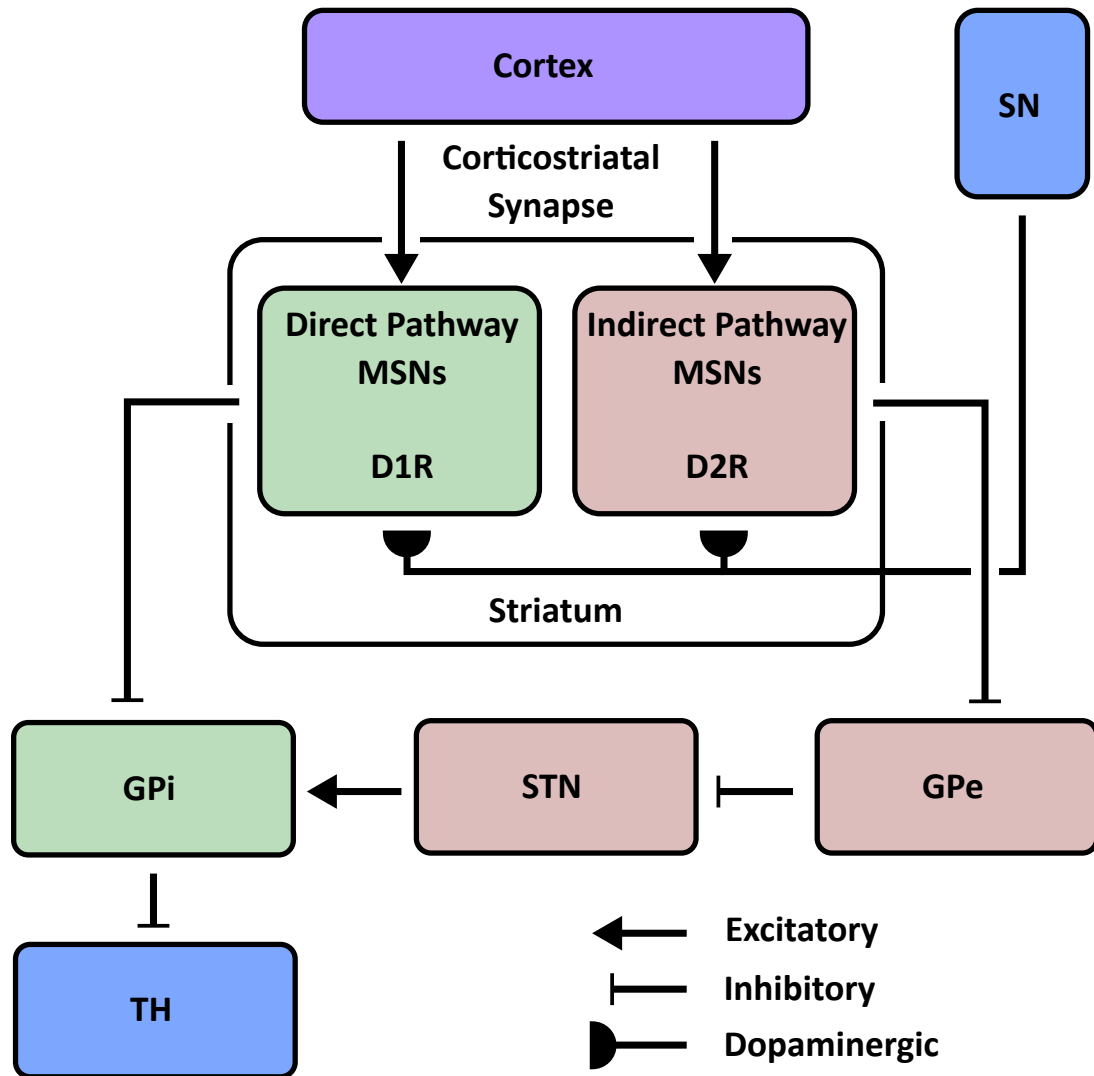 Cortex
SN
Corticostriatal
Synapse
Direct Pathway
MSNs
D1R
Indirect Pathway
MSNs
D2R
Striatum
GPi
STN
GPe
TH
Excitatory
Inhibitory
Dopaminergic